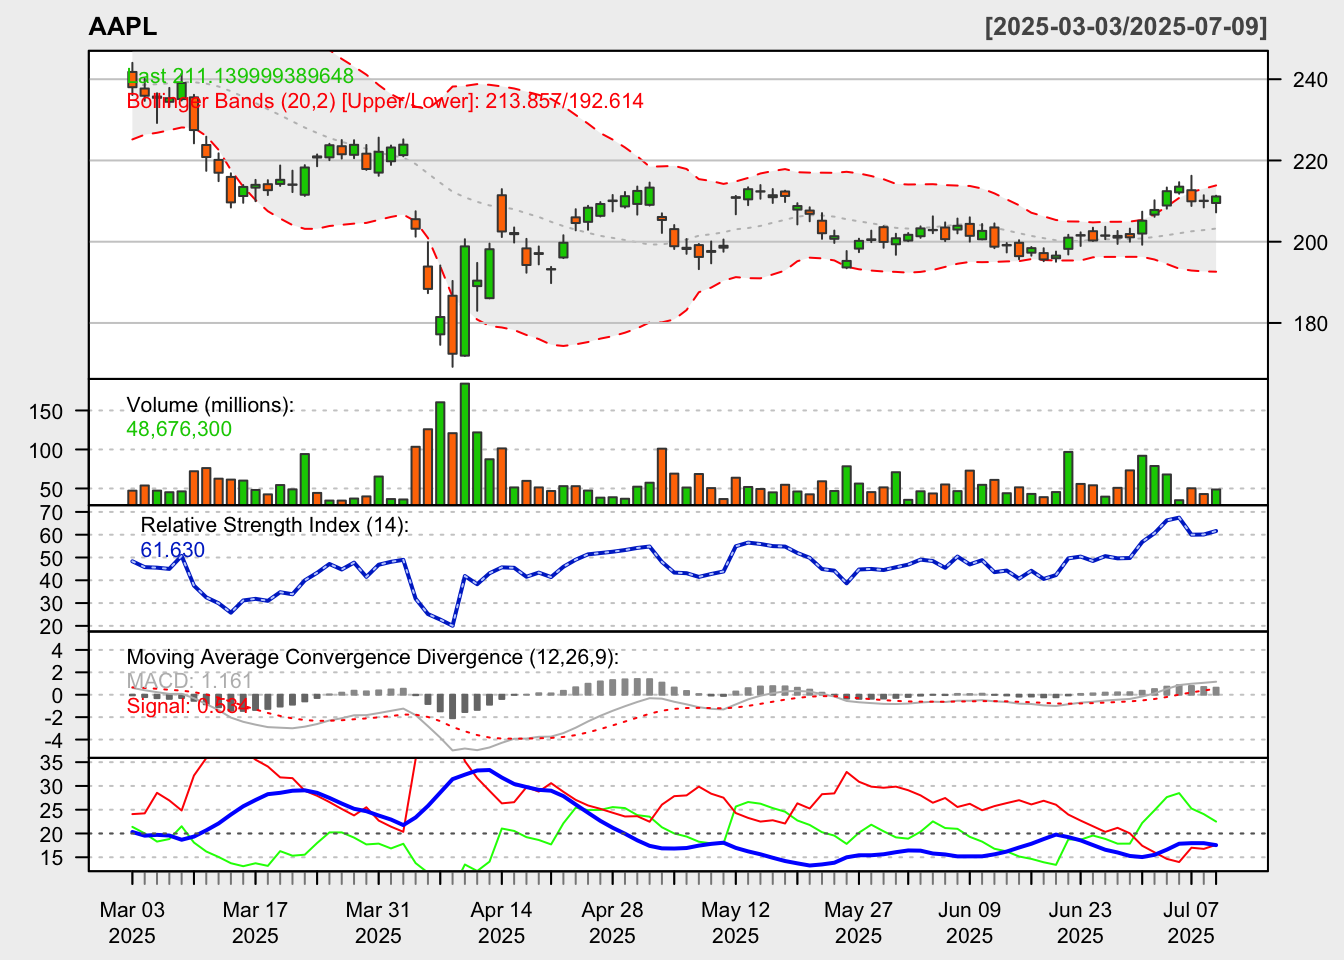 AAPL [2025-03-03/2025-07-09]
Last 211.139999389648
Bollinger Bands (20,2) [Upper/Lower]: 213.857/192.614
240
220
200
180
Volume (millions):
48,676,300
150
100
50
Relative Strength Index (14):
61.630
70
60
50
40
30
20
Moving Average Convergence Divergence (12,26,9):
MACD: 1.161
Signal: 0.534
4
2
0
-2
-4
35
30
25
20
15
Mar 03 Mar 17 Mar 31 Apr 14 Apr 28 May 12 May 27 Jun 09 Jun 23 Jul 07
2025 2025 2025 2025 2025 2025 2025 2025 2025 2025